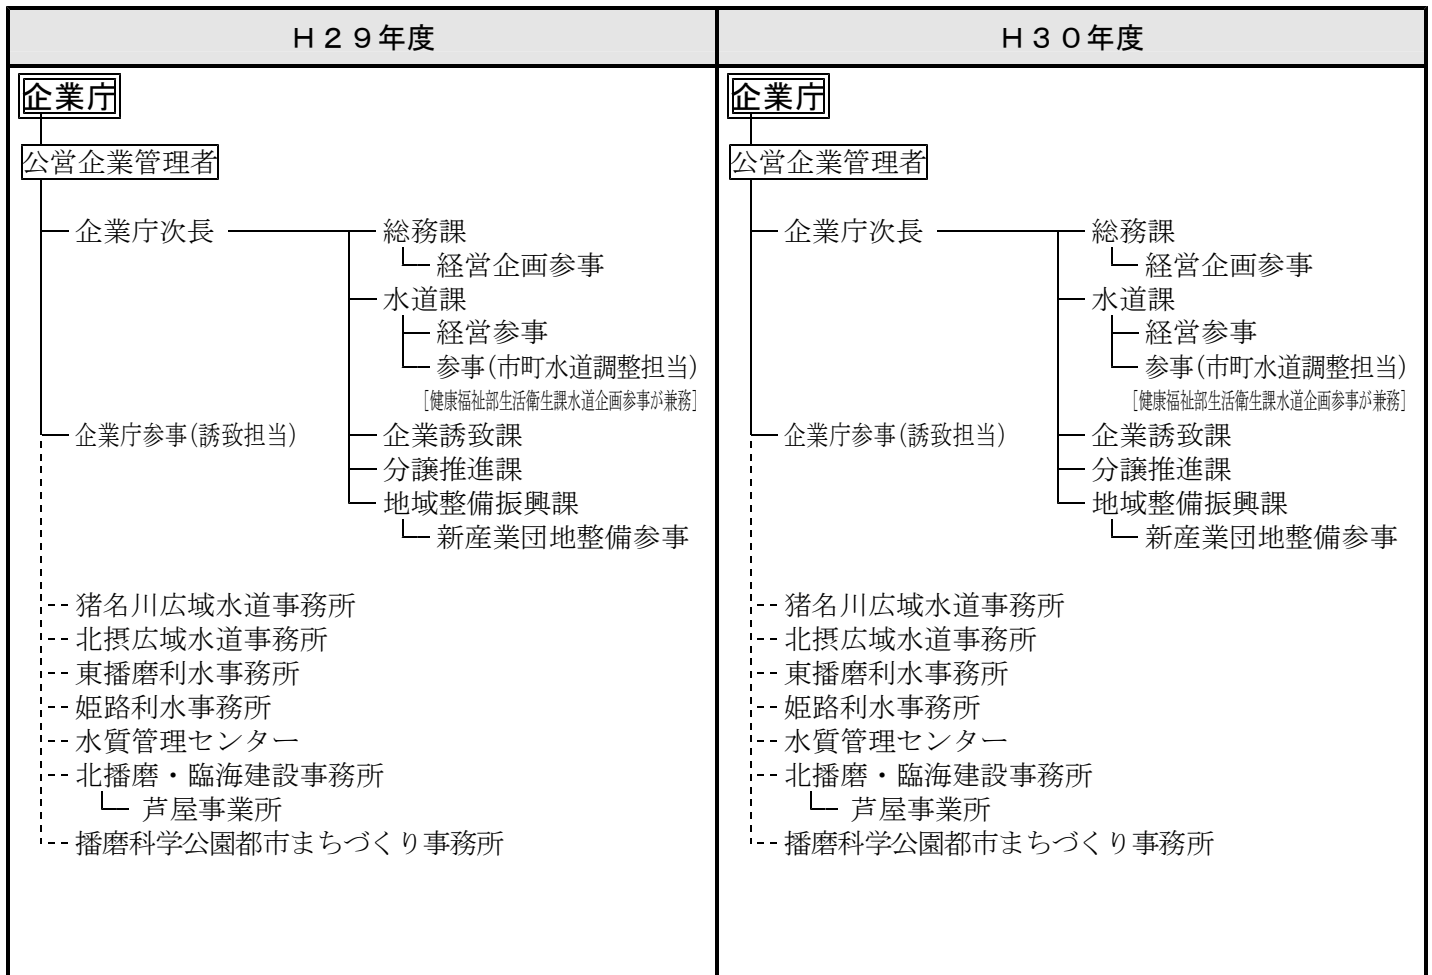 Ｈ２９年度
企業庁
公営企業管理者
企業庁次長
総務課
経営企画参事
水道課
経営参事
参事(市町水道調整担当)
[健康福祉部生活衛生課水道企画参事が兼務]
企業庁参事(誘致担当)
企業誘致課
分譲推進課
地域整備振興課
新産業団地整備参事
猪名川広域水道事務所
北摂広域水道事務所
東播磨利水事務所
姫路利水事務所
水質管理センター
北播磨・臨海建設事務所
芦屋事業所
播磨科学公園都市まちづくり事務所
Ｈ３０年度
企業庁
公営企業管理者
企業庁次長
総務課
経営企画参事
水道課
経営参事
参事(市町水道調整担当)
[健康福祉部生活衛生課水道企画参事が兼務]
企業庁参事(誘致担当)
企業誘致課
分譲推進課
地域整備振興課
新産業団地整備参事
猪名川広域水道事務所
北摂広域水道事務所
東播磨利水事務所
姫路利水事務所
水質管理センター
北播磨・臨海建設事務所
芦屋事業所
播磨科学公園都市まちづくり事務所